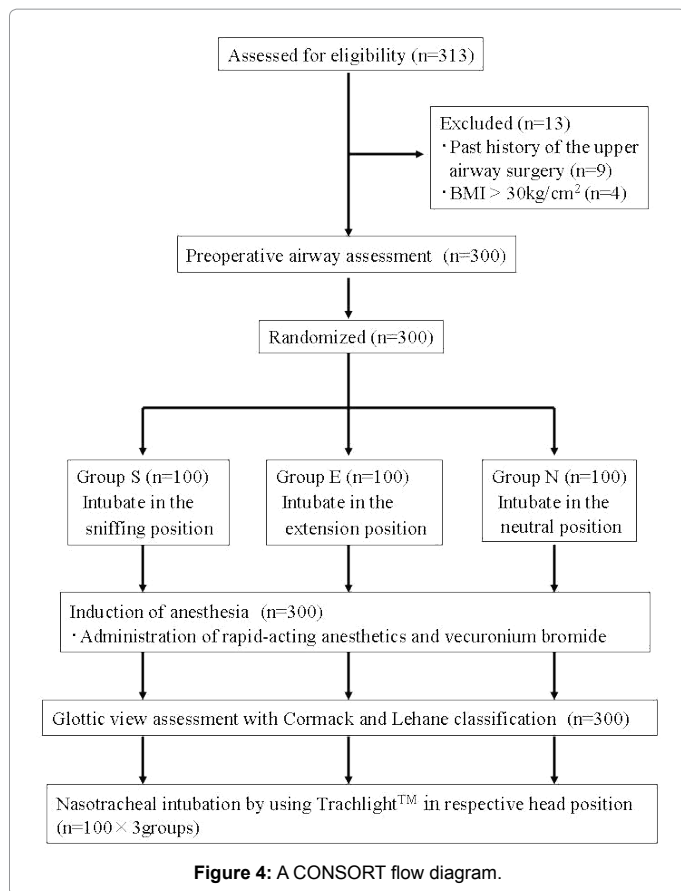 Assessed for eligibility (n=313)
Excluded (n=13)
・Past history of the upper
airway surgery (n=9)
・BMI > 30kg/cm² (n=4)
Preoperative airway assessment (n=300)
Randomized (n=300)
Group S (n=100)
Intubate in the
sniffing position
Group E (n=100)
Intubate in the
extension position
Group N (n=100)
Intubate in the
neutral position
Induction of anesthesia (n=300)
・Administration of rapid-acting anesthetics and vecuronium bromide
Glottic view assessment with Cormack and Lehane classification (n=300)
Nasotracheal intubation by using Trachlight™ in respective head position
(n=100×3groups)
Figure 4: A CONSORT flow diagram.